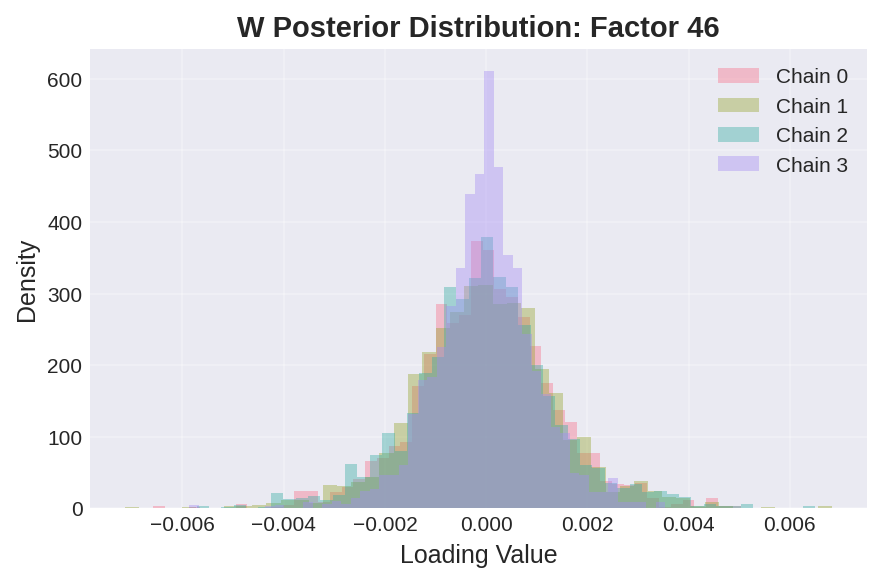 W Posterior Distribution: Factor 46
Chain 0
Chain 1
Chain 2
Chain 3
600
500
400
300
200
100
0
Density
−0.006 −0.004 −0.002 0.000 0.002 0.004 0.006
Loading Value